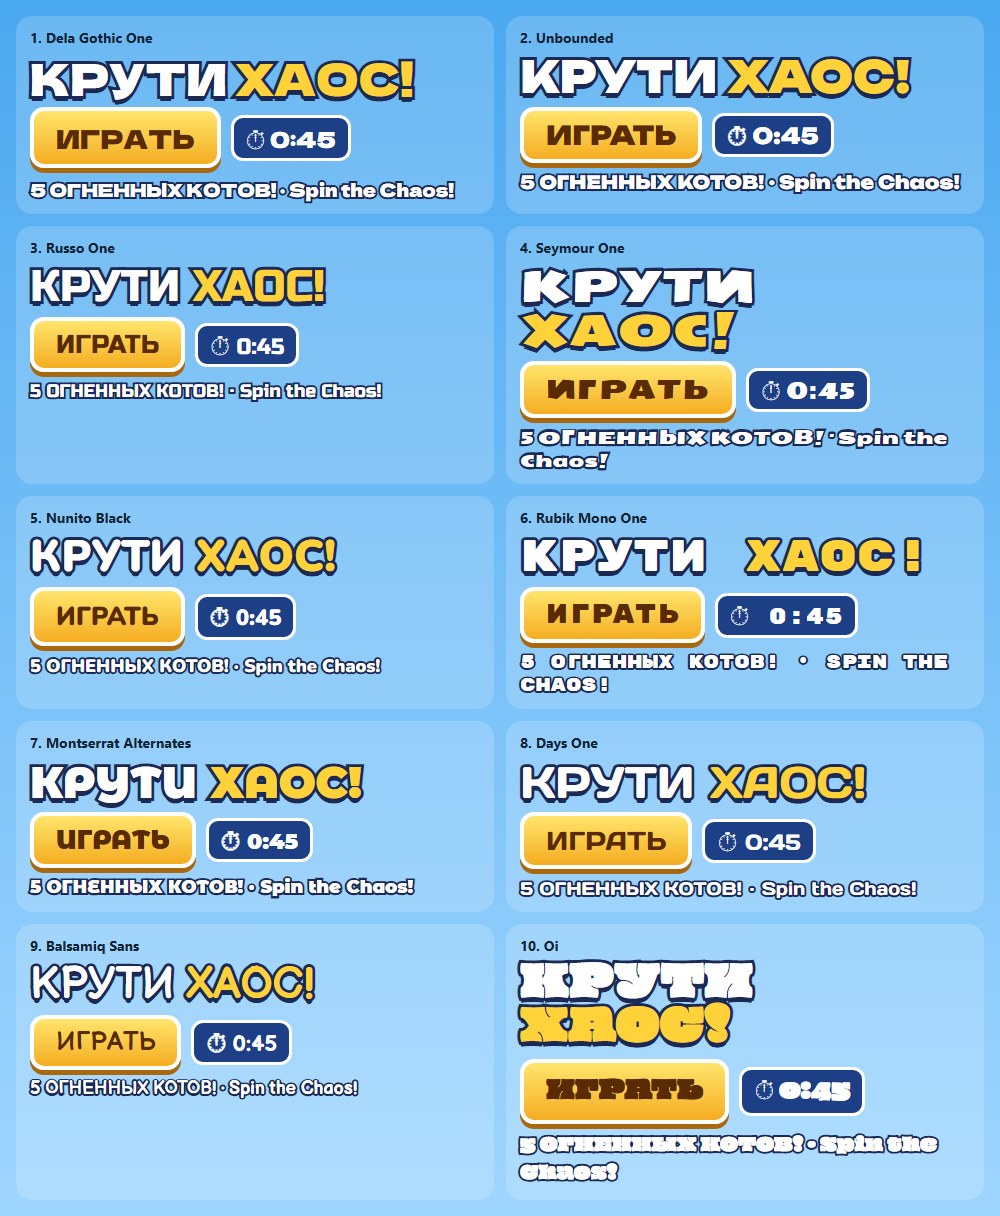 1. Dela Gothic One
КРУТИ ХАОС!
ИГРАТЬ
⏱ 0:45
5 ОГНЕННЫХ КОТОВ! · Spin the Chaos!
2. Unbounded
КРУТИ ХАОС!
ИГРАТЬ
⏱ 0:45
5 ОГНЕННЫХ КОТОВ! · Spin the Chaos!
3. Russo One
КРУТИ ХАОС!
ИГРАТЬ
⏱ 0:45
5 ОГНЕННЫХ КОТОВ! · Spin the Chaos!
4. Seymour One
КРУТИ
ХАОС!
ИГРАТЬ
⏱ 0:45
5 ОГНЕННЫХ КОТОВ! · Spin the
Chaos!
5. Nunito Black
КРУТИ ХАОС!
ИГРАТЬ
⏱ 0:45
5 ОГНЕННЫХ КОТОВ! · Spin the Chaos!
6. Rubik Mono One
КРУТИ ХАОС!
ИГРАТЬ
⏱ 0:45
5 ОГНЕННЫХ КОТОВ! · SPIN THE
CHAOS!
7. Montserrat Alternates
КРУТИ ХАОС!
ИГРАТЬ
⏱ 0:45
5 ОГНЕННЫХ КОТОВ! · Spin the Chaos!
8. Days One
КРУТИ ХАОС!
ИГРАТЬ
⏱ 0:45
5 ОГНЕННЫХ КОТОВ! · Spin the Chaos!
9. Balsamiq Sans
КРУТИ ХАОС!
ИГРАТЬ
⏱ 0:45
5 ОГНЕННЫХ КОТОВ! · Spin the Chaos!
10. Oi
КРУТИ
ХАОС!
ИГРАТЬ
⏱ 0:45
5 ОГНЕННЫХ КОТОВ! · Spin the
Chaos!